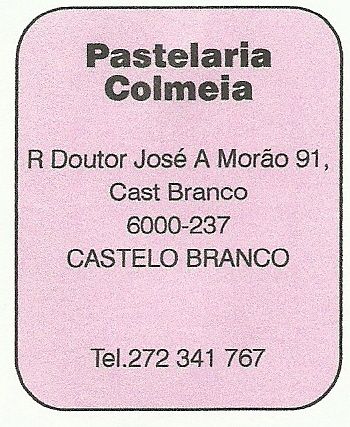 Pastelaria
Colmeia
R Doutor José A Morão 91,
Cast Branco
6000-237
CASTELO BRANCO
Tel.272 341 767